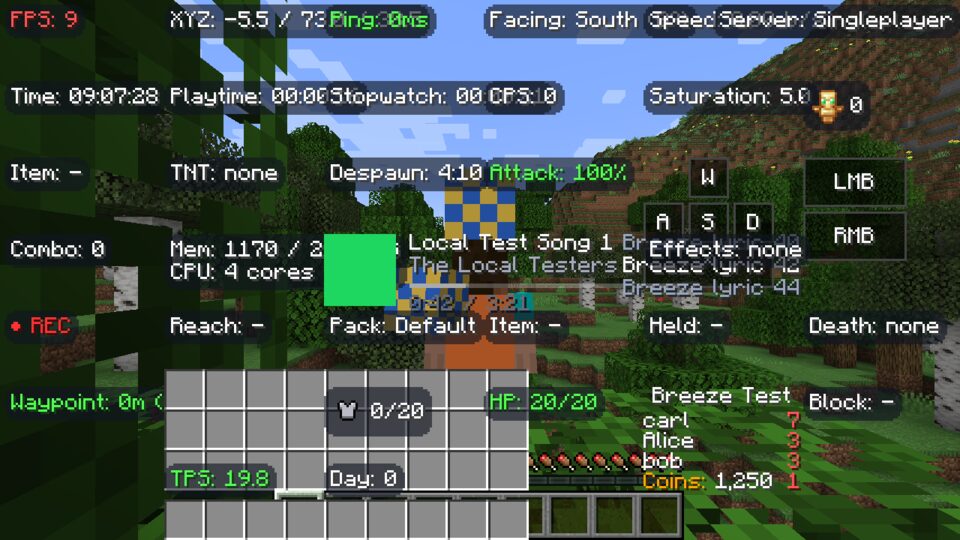 FPS: 9
XYZ: -5.5 / 73
Ping: 0ms
Facing: South
Speed
Server: Singleplayer
Time: 09:07:28
Playtime: 00:00
Stopwatch: 00
CPS:
Saturation: 5.0
0
Item: -
TNT: none
Despawn: 4:10
Attack: 100%
W
LMB
A S D
RMB
Combo: 0
Mem: 1170 / 2
CPU: 4 cores
Local Test Song 1
The Local Testers
0:42 / 3:21
Effects: none
Breeze lyric 42
Breeze lyric 44
REC
Reach: -
Pack: Default
Item: -
Held: -
Death: none
Waypoint: 0m (
0/20
HP: 20/20
Breeze Test
Block: -
carl 7
Alice 3
bob 3
Coins: 1,250 1
TPS: 19.8
Day: 0